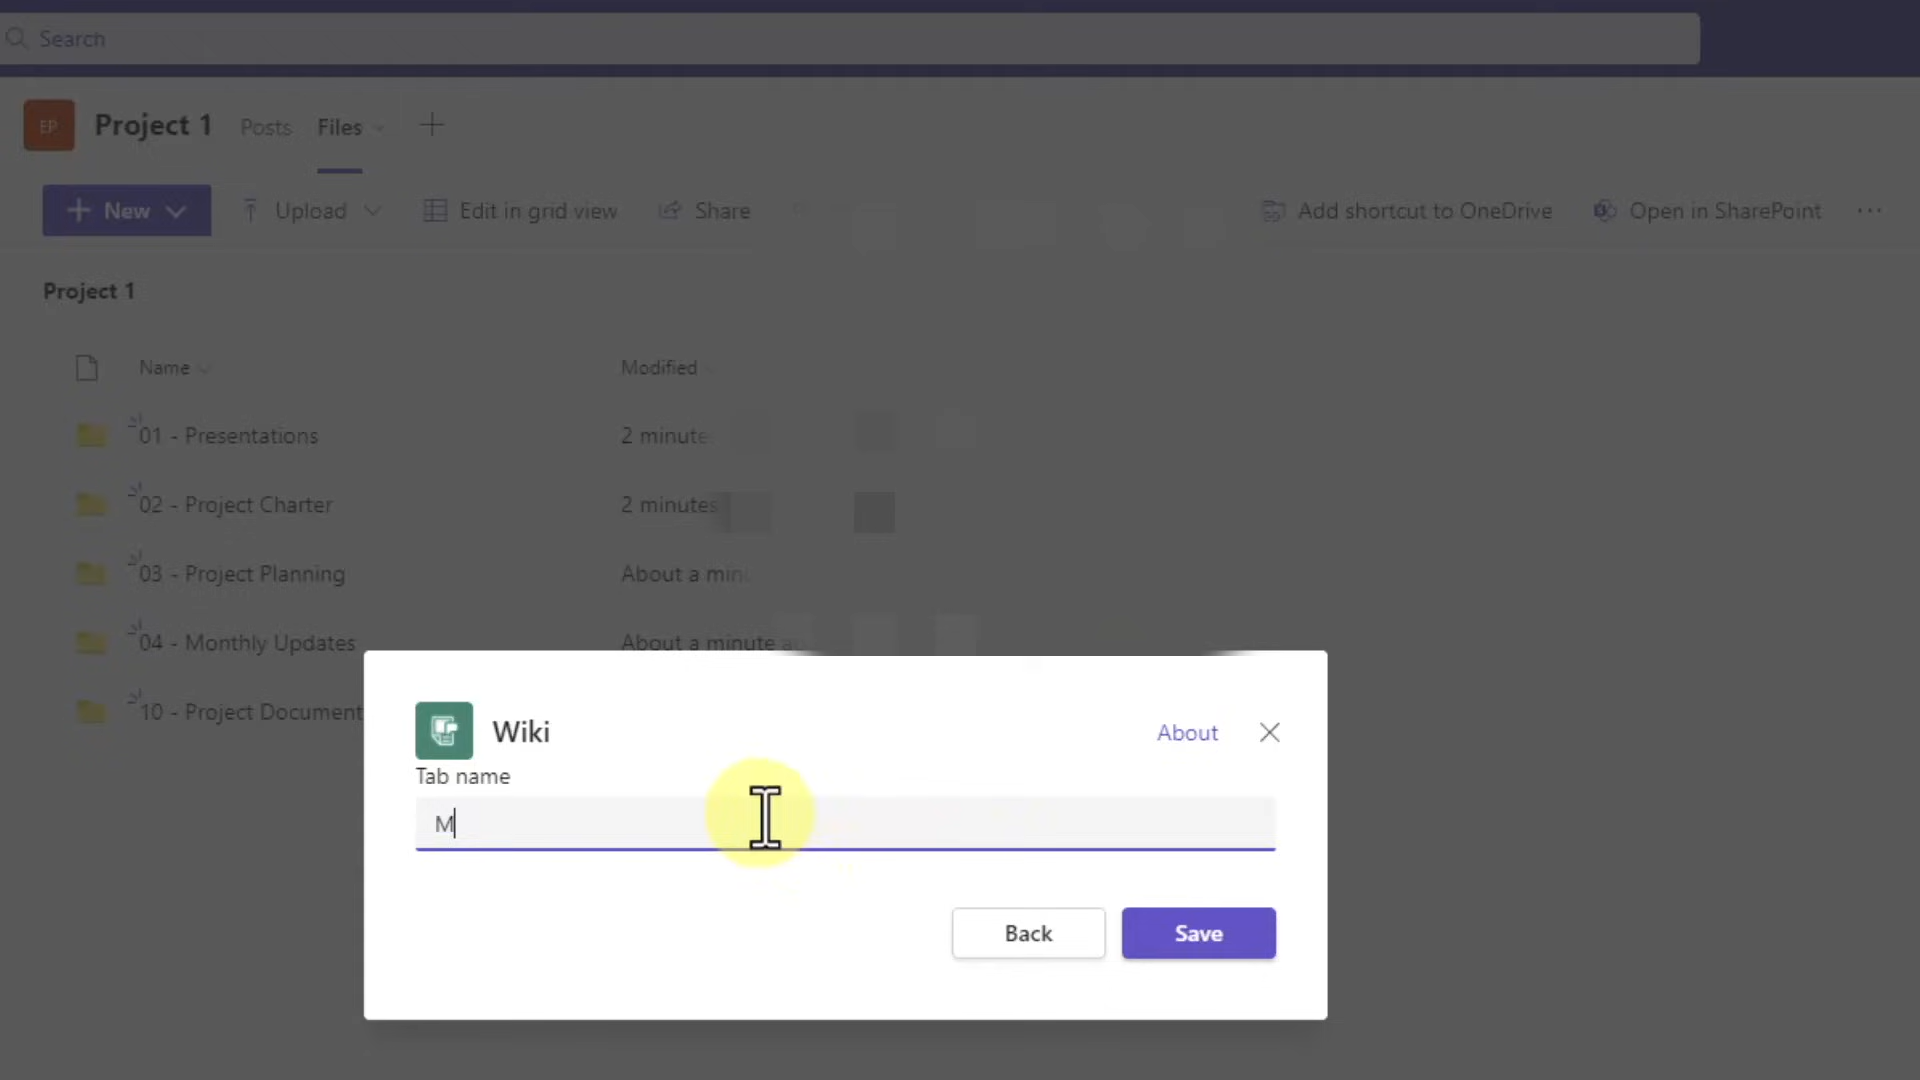 Search
EP Project 1 Posts Files
New Upload Edit in grid view Share Add shortcut to OneDrive Open in SharePoint
Project 1
Name Modified
01 - Presentations 2 minute
02 - Project Charter 2 minutes
03 - Project Planning About a min
04 - Monthly Updates About a minute a
10 - Project Document
Wiki About
Tab name
M
Back Save